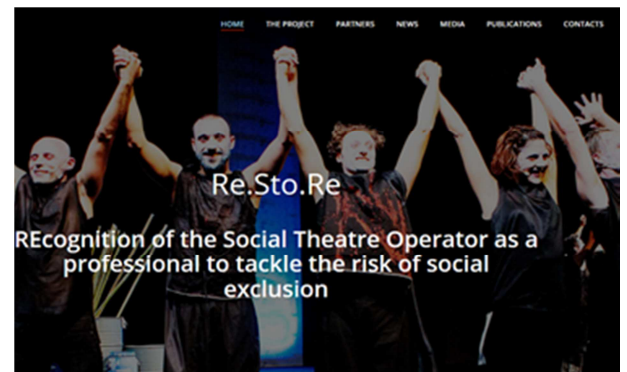 HOME THE PROJECT PARTNERS NEWS MEDIA PUBLICATIONS CONTACTS
Re.Sto.Re
REcognition of the Social Theatre Operator as a
professional to tackle the risk of social
exclusion